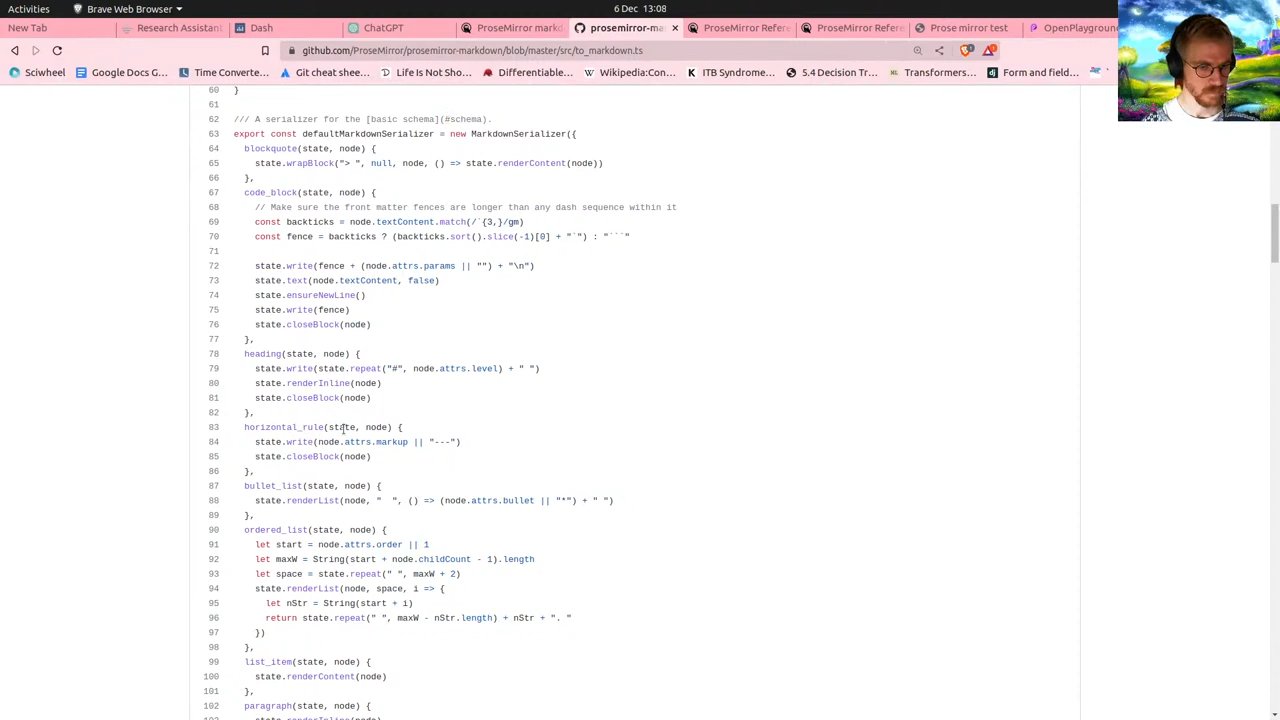 Activities
Brave Web Browser
6 Dec 13:08
New Tab
Research Assistan
Dash
ChatGPT
ProseMirror markd
prosemirror-ma
ProseMirror Refere
ProseMirror Refere
Prose mirror test
OpenPlaygroun
github.com/ProseMirror/prosemirror-markdown/blob/master/src/to_markdown.ts
Sciwheel
Google Docs G...
Time Converte...
Git cheat shee...
Life Is Not Sho...
Differentiable...
Wikipedia:Con...
ITB Syndrome...
5.4 Decision Tr...
Transformers...
Form and field...
60 }
61
62 /// A serializer for the [basic schema](#schema).
63 export const defaultMarkdownSerializer = new MarkdownSerializer({
64 blockquote(state, node) {
65 state.wrapBlock("> ", null, node, () => state.renderContent(node))
66 },
67 code_block(state, node) {
68 // Make sure the front matter fences are longer than any dash sequence within it
69 const backticks = node.textContent.match(/`{3,}/gm)
70 const fence = backticks ? (backticks.sort().slice(-1)[0] + "`") : "```"
71
72 state.write(fence + (node.attrs.params || "") + "\n")
73 state.text(node.textContent, false)
74 state.ensureNewLine()
75 state.write(fence)
76 state.closeBlock(node)
77 },
78 heading(state, node) {
79 state.write(state.repeat("#", node.attrs.level) + " ")
80 state.renderInline(node)
81 state.closeBlock(node)
82 },
83 horizontal_rule(state, node) {
84 state.write(node.attrs.markup || "---")
85 state.closeBlock(node)
86 },
87 bullet_list(state, node) {
88 state.renderList(node, "  ", () => (node.attrs.bullet || "*") + " ")
89 },
90 ordered_list(state, node) {
91 let start = node.attrs.order || 1
92 let maxW = String(start + node.childCount - 1).length
93 let space = state.repeat(" ", maxW + 2)
94 state.renderList(node, space, i => {
95 let nStr = String(start + i)
96 return state.repeat(" ", maxW - nStr.length) + nStr + ". "
97 })
98 },
99 list_item(state, node) {
100 state.renderContent(node)
101 },
102 paragraph(state, node) {